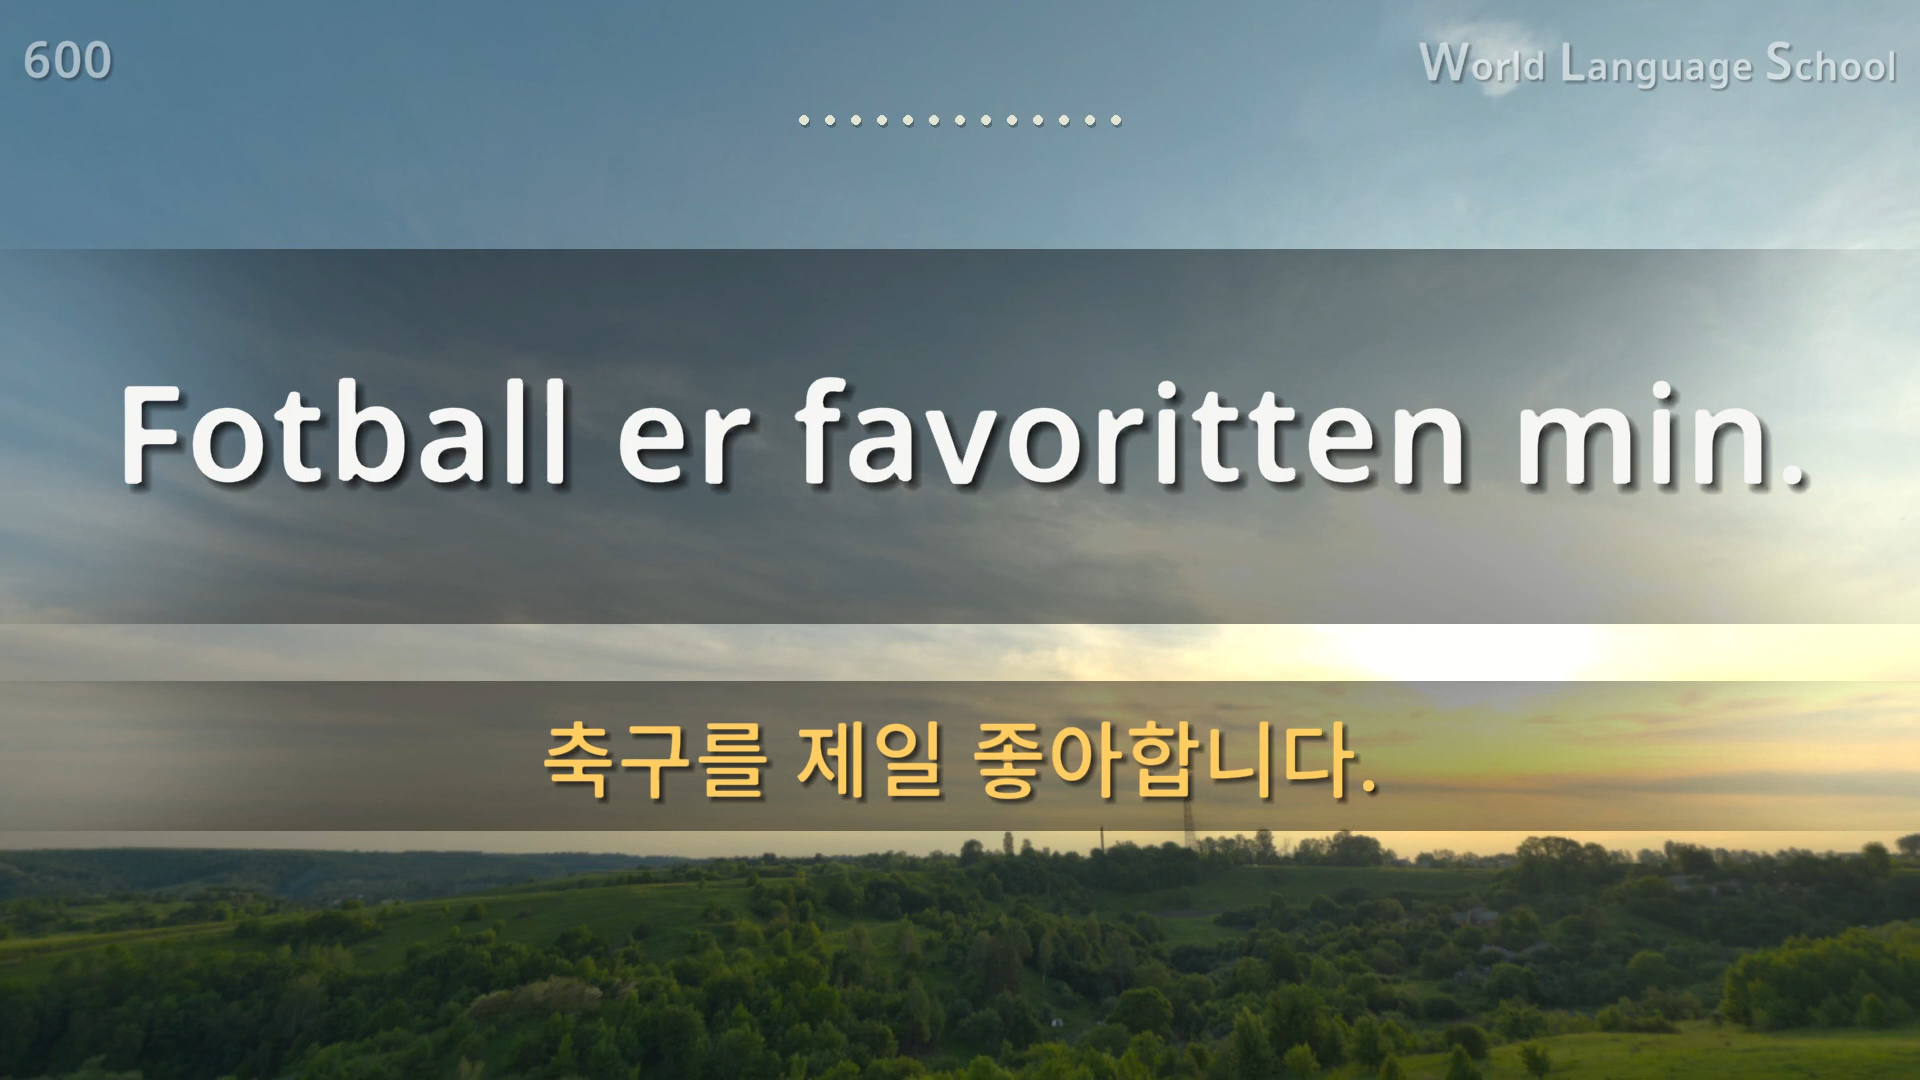 600
World Language School
Fotball er favoritten min.
축구를 제일 좋아합니다.